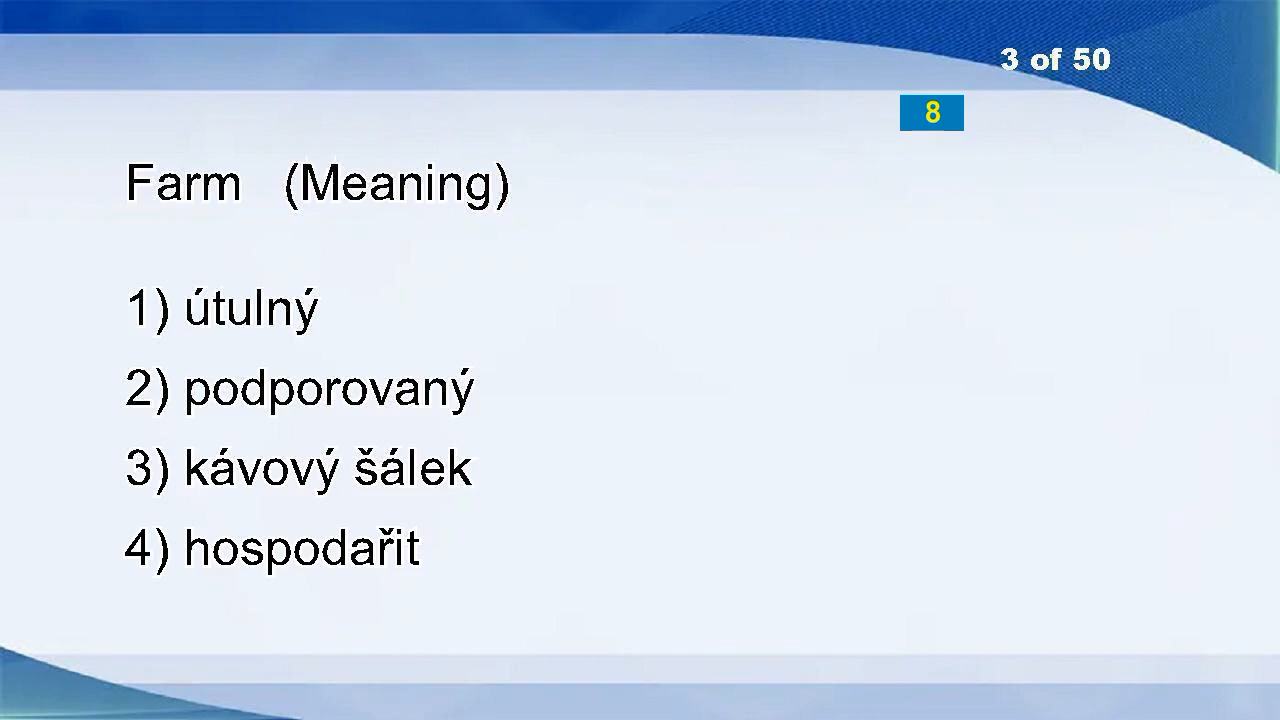 3 of 50
8
Farm (Meaning)
1) útulný
2) podporovaný
3) kávový šálek
4) hospodařit